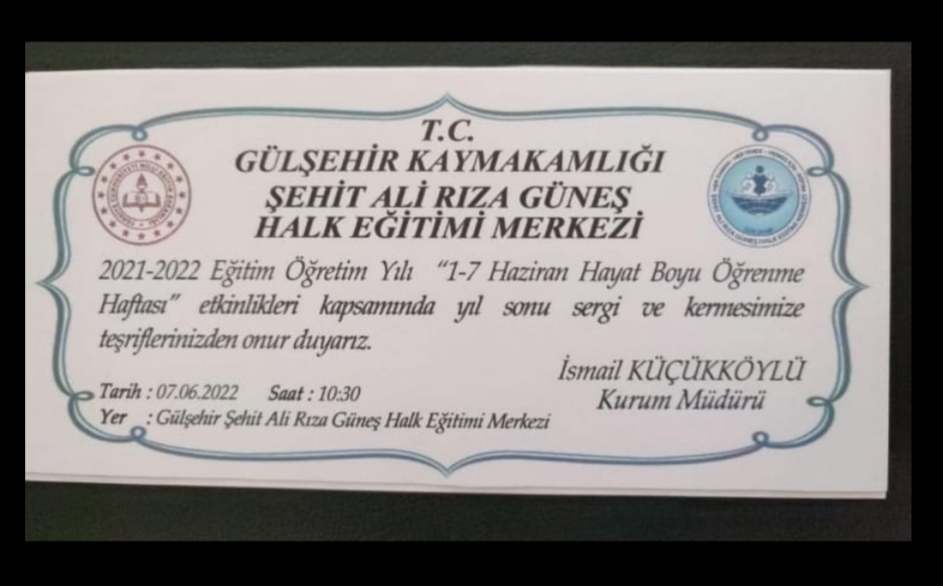 T.C.
GÜLŞEHİR KAYMAKAMLIĞI
ŞEHİT ALİ RIZA GÜNEŞ
HALK EĞİTİMİ MERKEZİ
2021-2022 Eğitim Öğretim Yılı "1-7 Haziran Hayat Boyu Öğrenme
Haftası" etkinlikleri kapsamında yıl sonu sergi ve kermesimize
teşriflerinizden onur duyarız.
İsmail KÜÇÜKKÖYLÜ
Kurum Müdürü
Tarih : 07.06.2022 Saat : 10:30
Yer : Gülşehir Şehit Ali Rıza Güneş Halk Eğitimi Merkezi